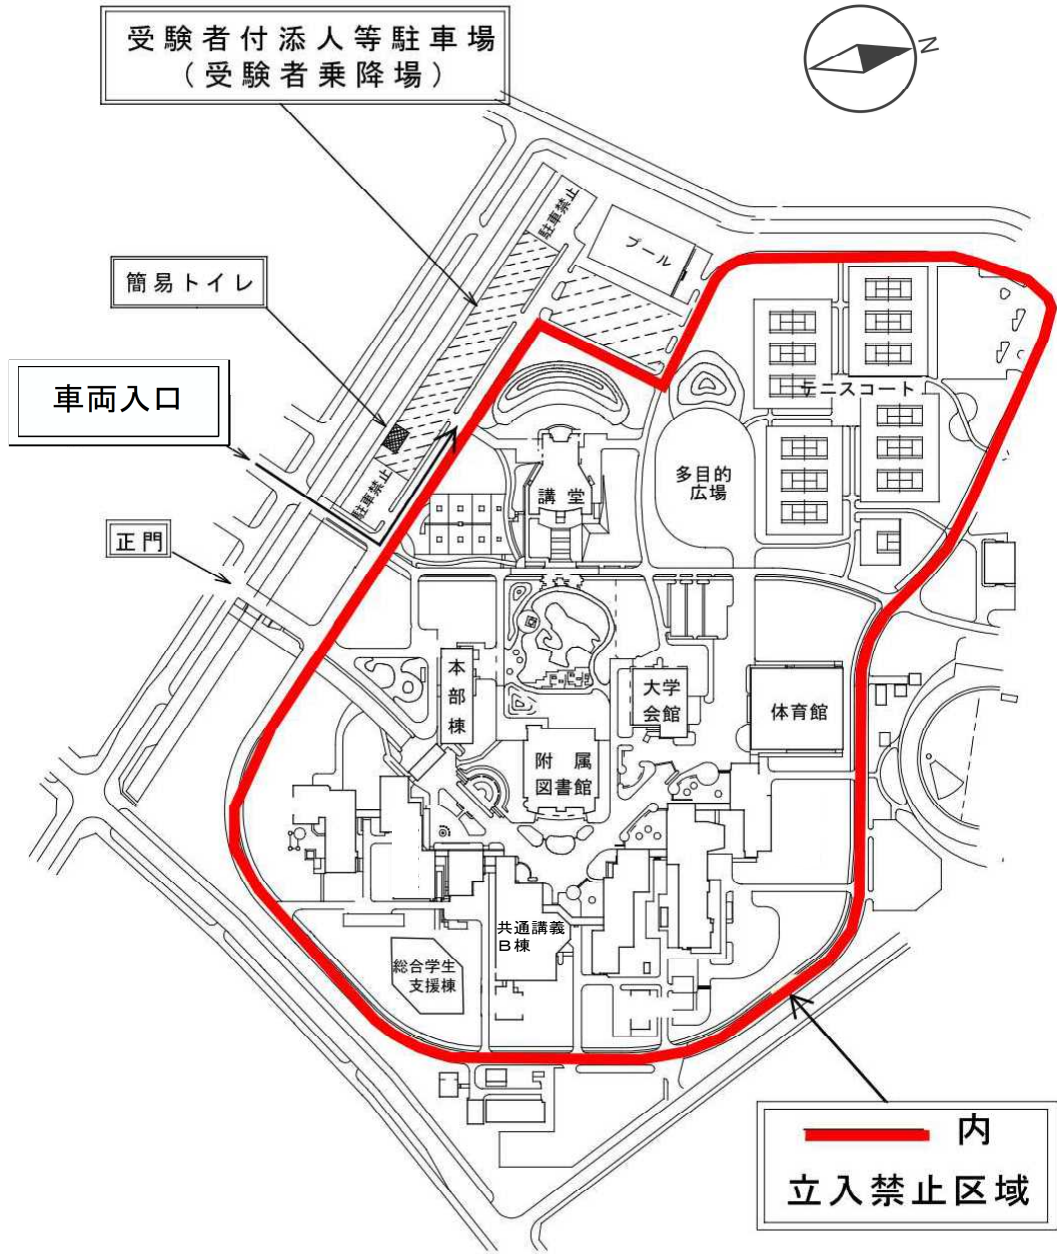 受験者付添人等駐車場
（受験者乗降場）
N
駐車禁止
プール
簡易トイレ
車両入口
テニスコート
駐車禁止
講堂
多目的
広場
正門
本部棟
大学
会館
体育館
附属
図書館
共通講義
B棟
総合学生
支援棟
内
立入禁止区域